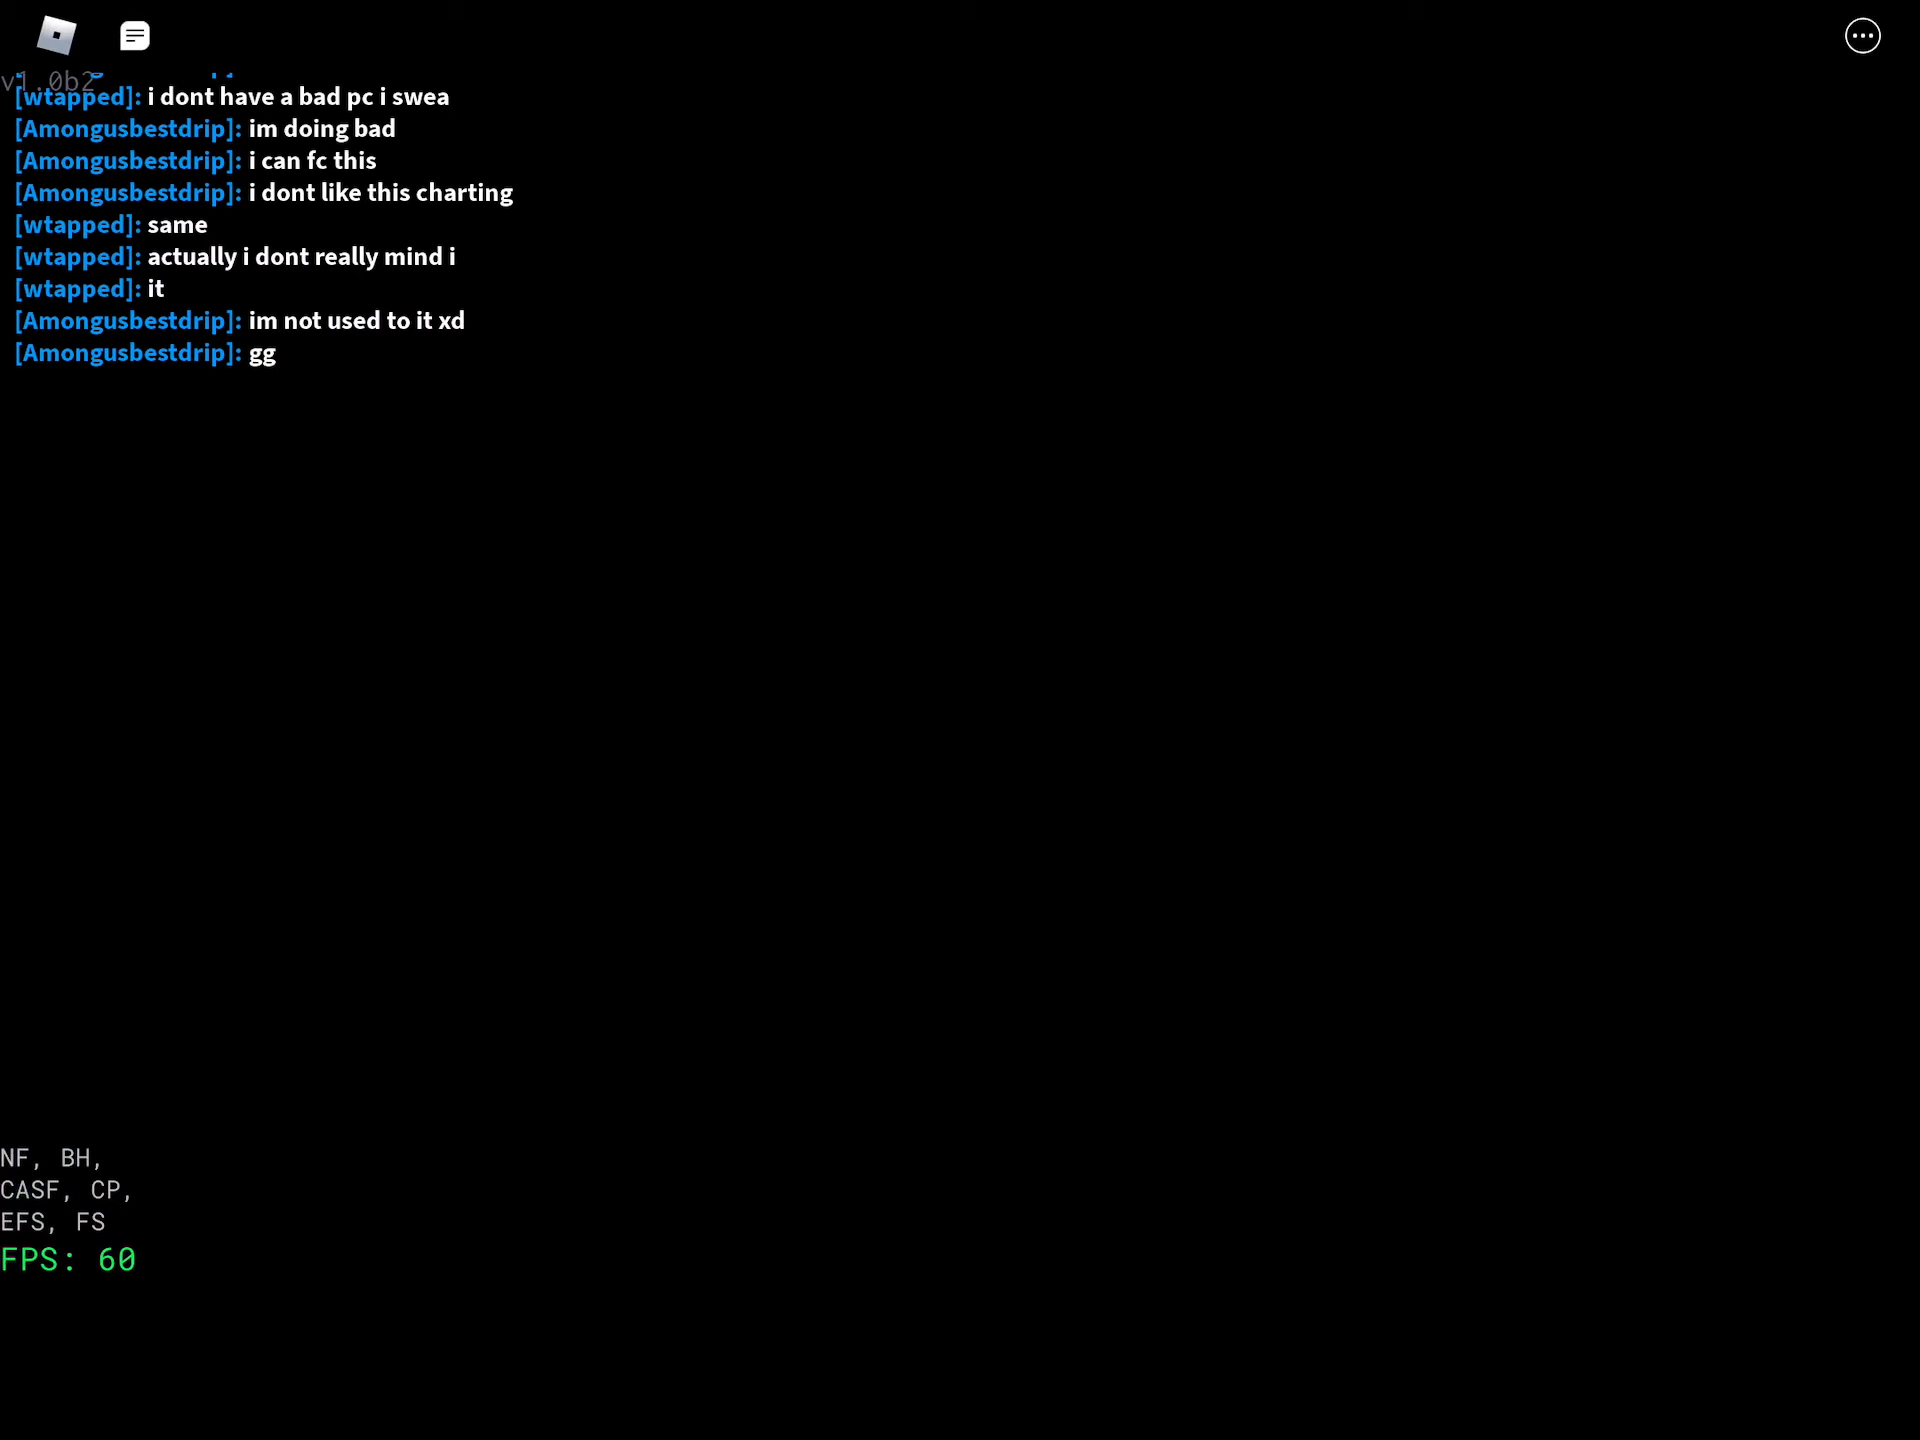 v1.0b2
[wtapped]: i dont have a bad pc i swea
[Amongusbestdrip]: im doing bad
[Amongusbestdrip]: i can fc this
[Amongusbestdrip]: i dont like this charting
[wtapped]: same
[wtapped]: actually i dont really mind i
[wtapped]: it
[Amongusbestdrip]: im not used to it xd
[Amongusbestdrip]: gg
NF, BH,
CASF, CP,
EFS, FS
FPS: 60